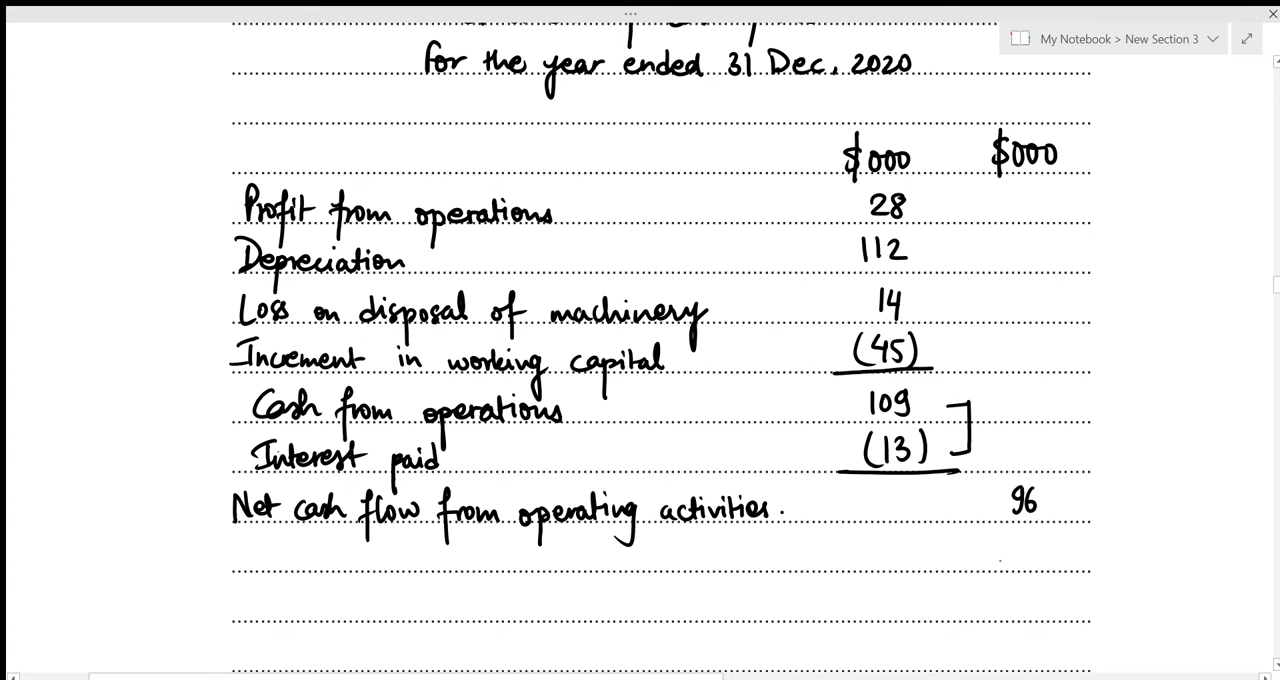 My Notebook > New Section 3
for the year ended 31 Dec. 2020
$000 $000
Profit from operations 28
Depreciation 112
Loss on disposal of machinery 14
Increment in working capital (45)
Cash from operations 109
Interest paid (13)
Net cash flow from operating activities. 96